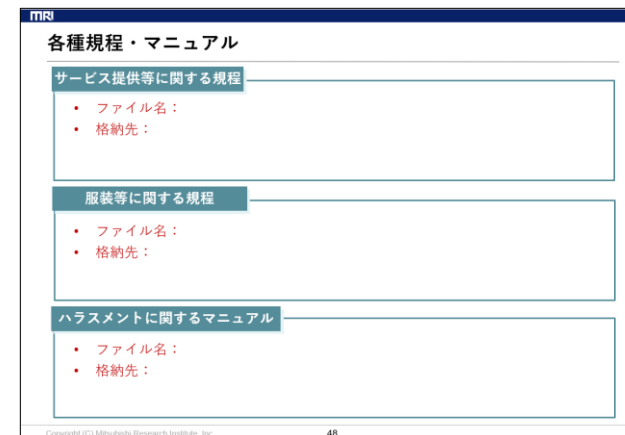 MRI
各種規程・マニュアル
サービス提供等に関する規程
• ファイル名：
• 格納先：
服装等に関する規程
• ファイル名：
• 格納先：
ハラスメントに関するマニュアル
• ファイル名：
• 格納先：
Copyright (C) Mitsubishi Research Institute, Inc.
48